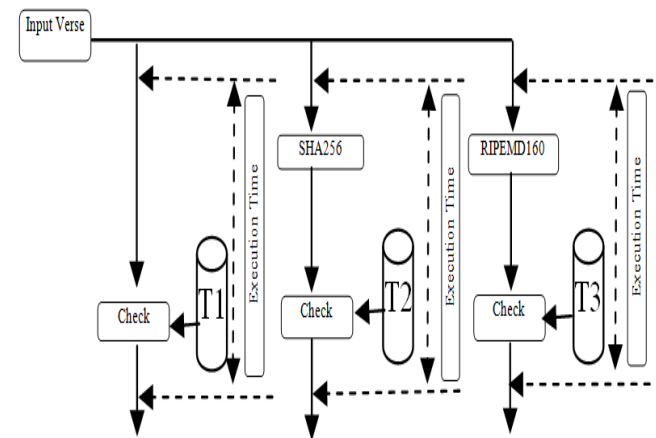 Input Verse
SHA256
RIPEMD160
Execution Time
Execution Time
Execution Time
T1
T2
T3
Check
Check
Check